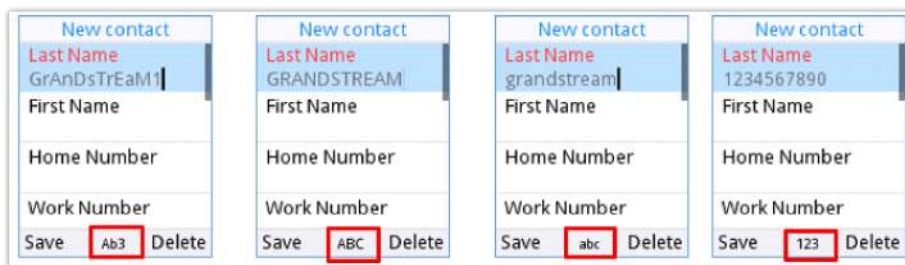 New contact
Last Name
GrAnDsTrEaM1
First Name
Home Number
Work Number
Save Ab3 Delete
New contact
Last Name
GRANDSTREAM
First Name
Home Number
Work Number
Save ABC Delete
New contact
Last Name
grandstream
First Name
Home Number
Work Number
Save abc Delete
New contact
Last Name
1234567890
First Name
Home Number
Work Number
Save 123 Delete